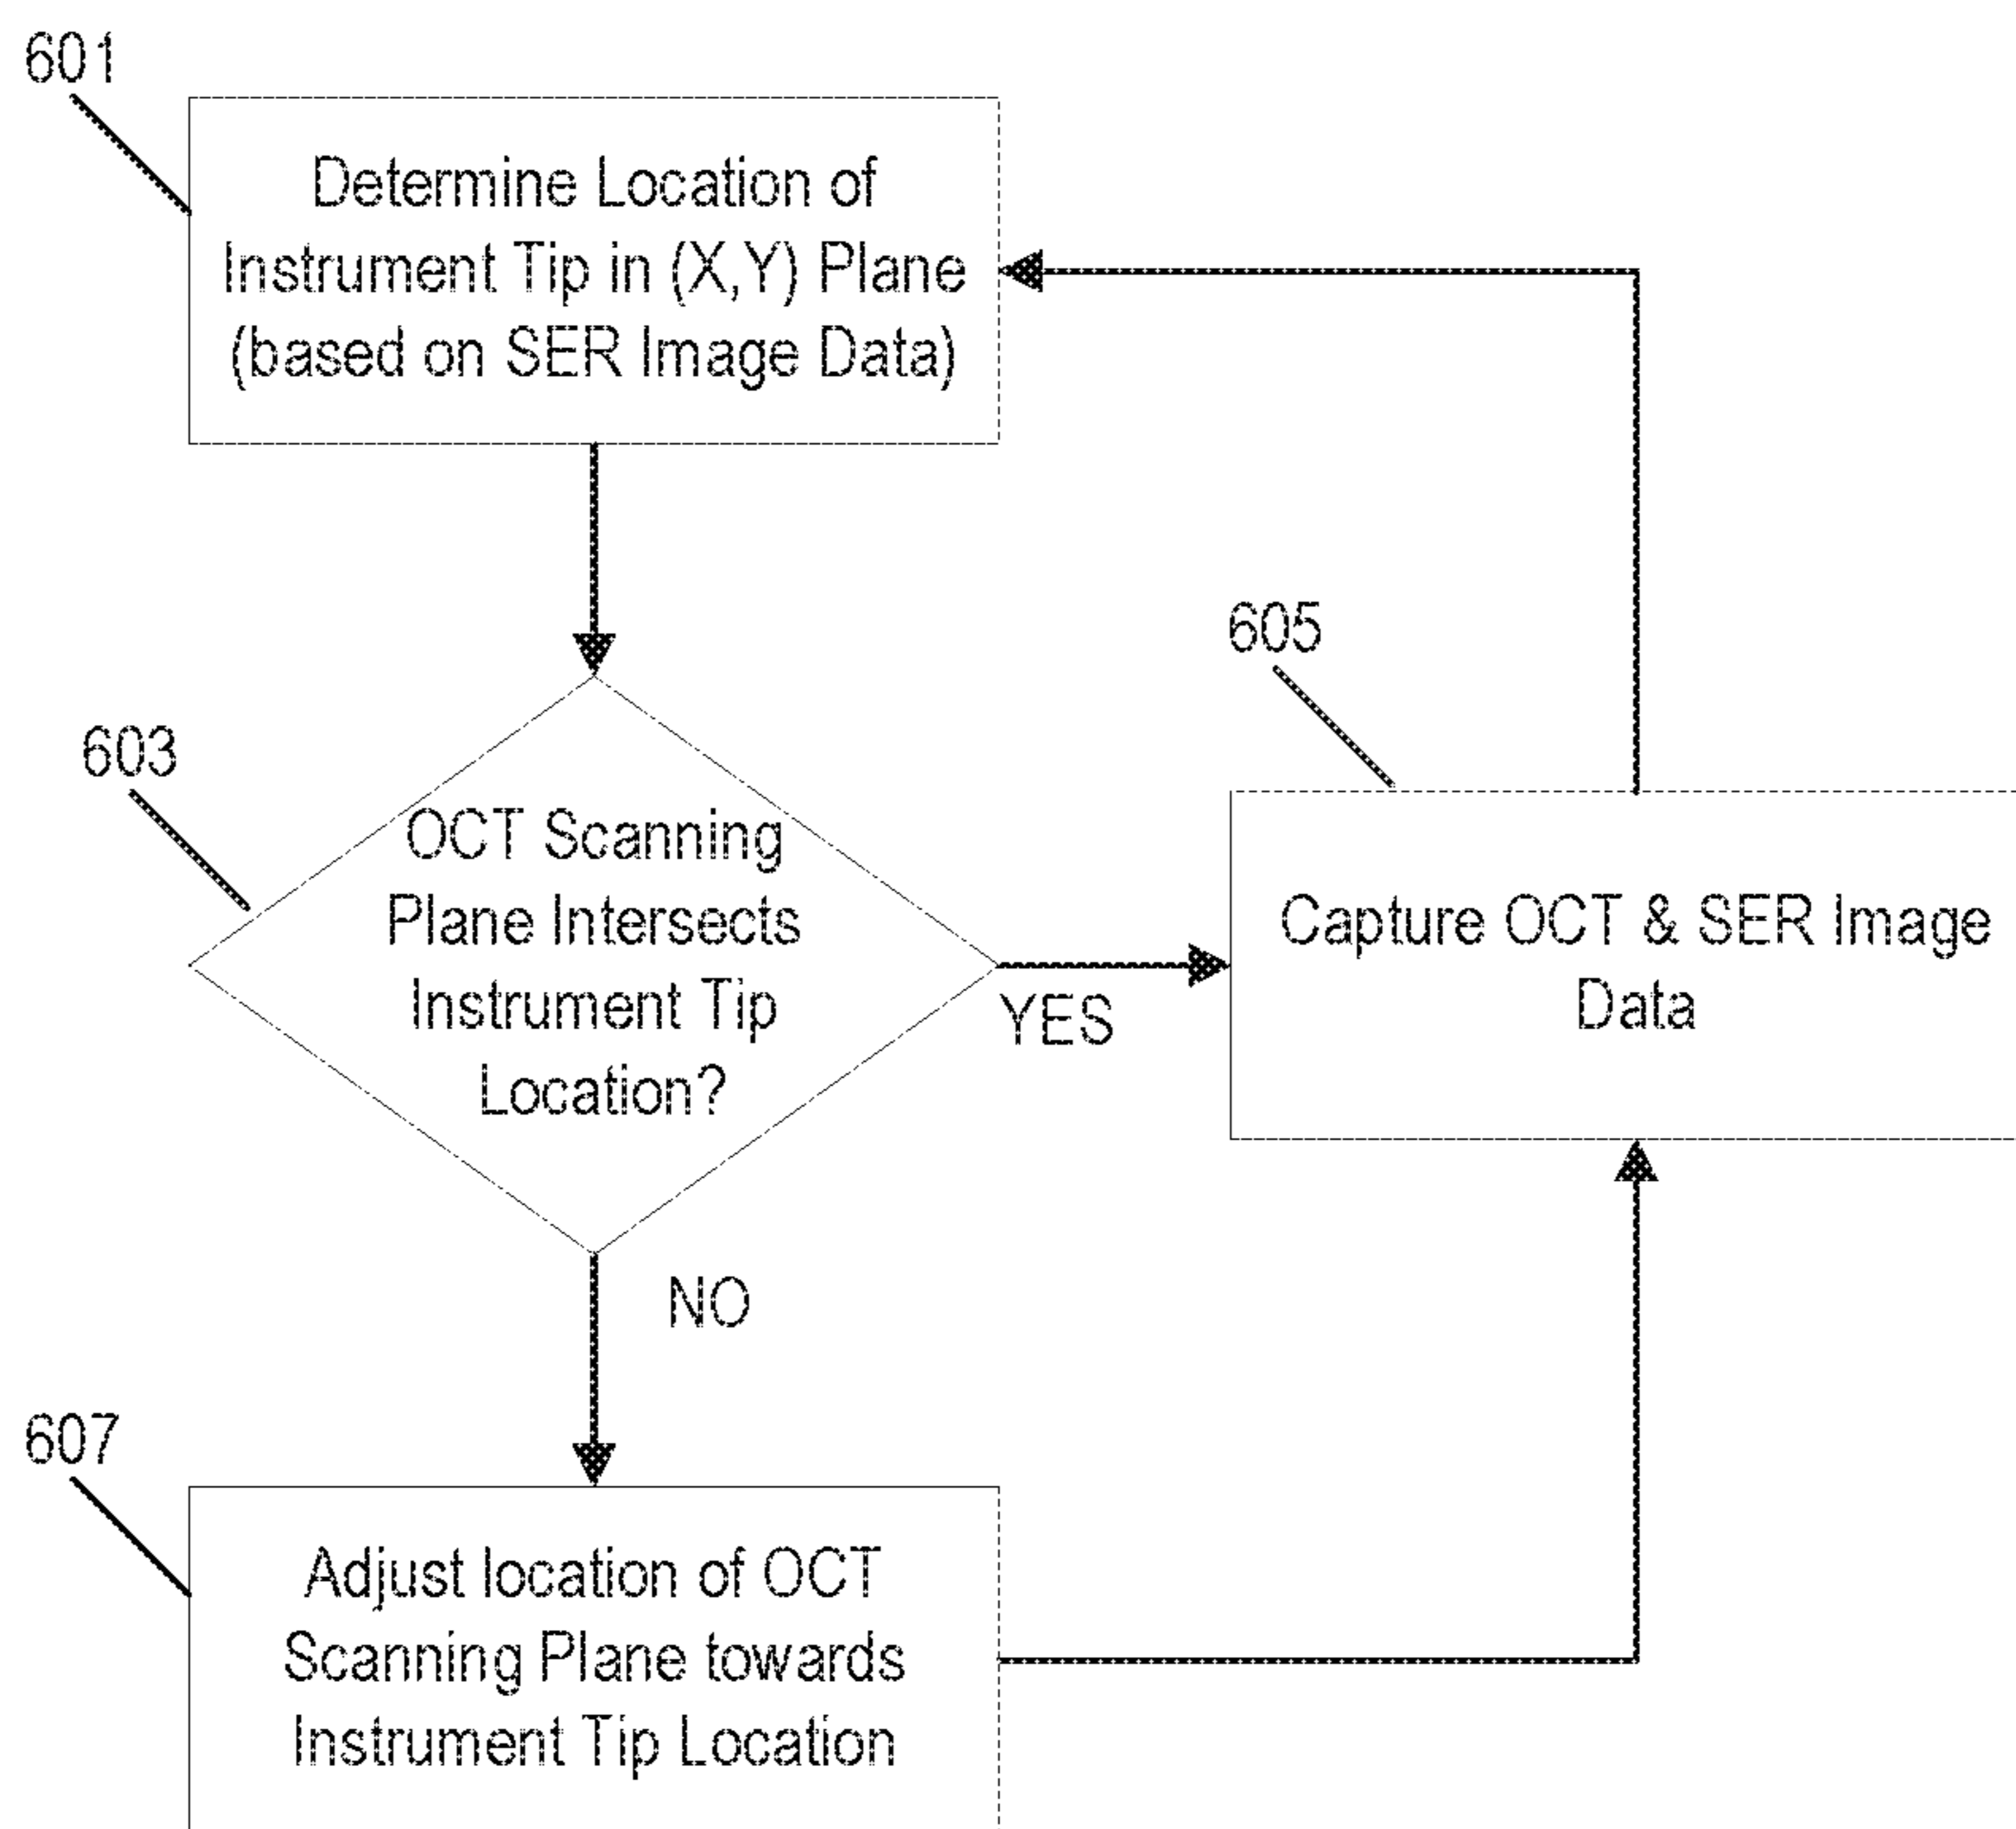 601
Determine Location of
Instrument Tip in (X,Y) Plane
(based on SER Image Data)
603
OCT Scanning
Plane Intersects
Instrument Tip
Location?
YES
605
Capture OCT & SER Image
Data
NO
607
Adjust location of OCT
Scanning Plane towards
Instrument Tip Location